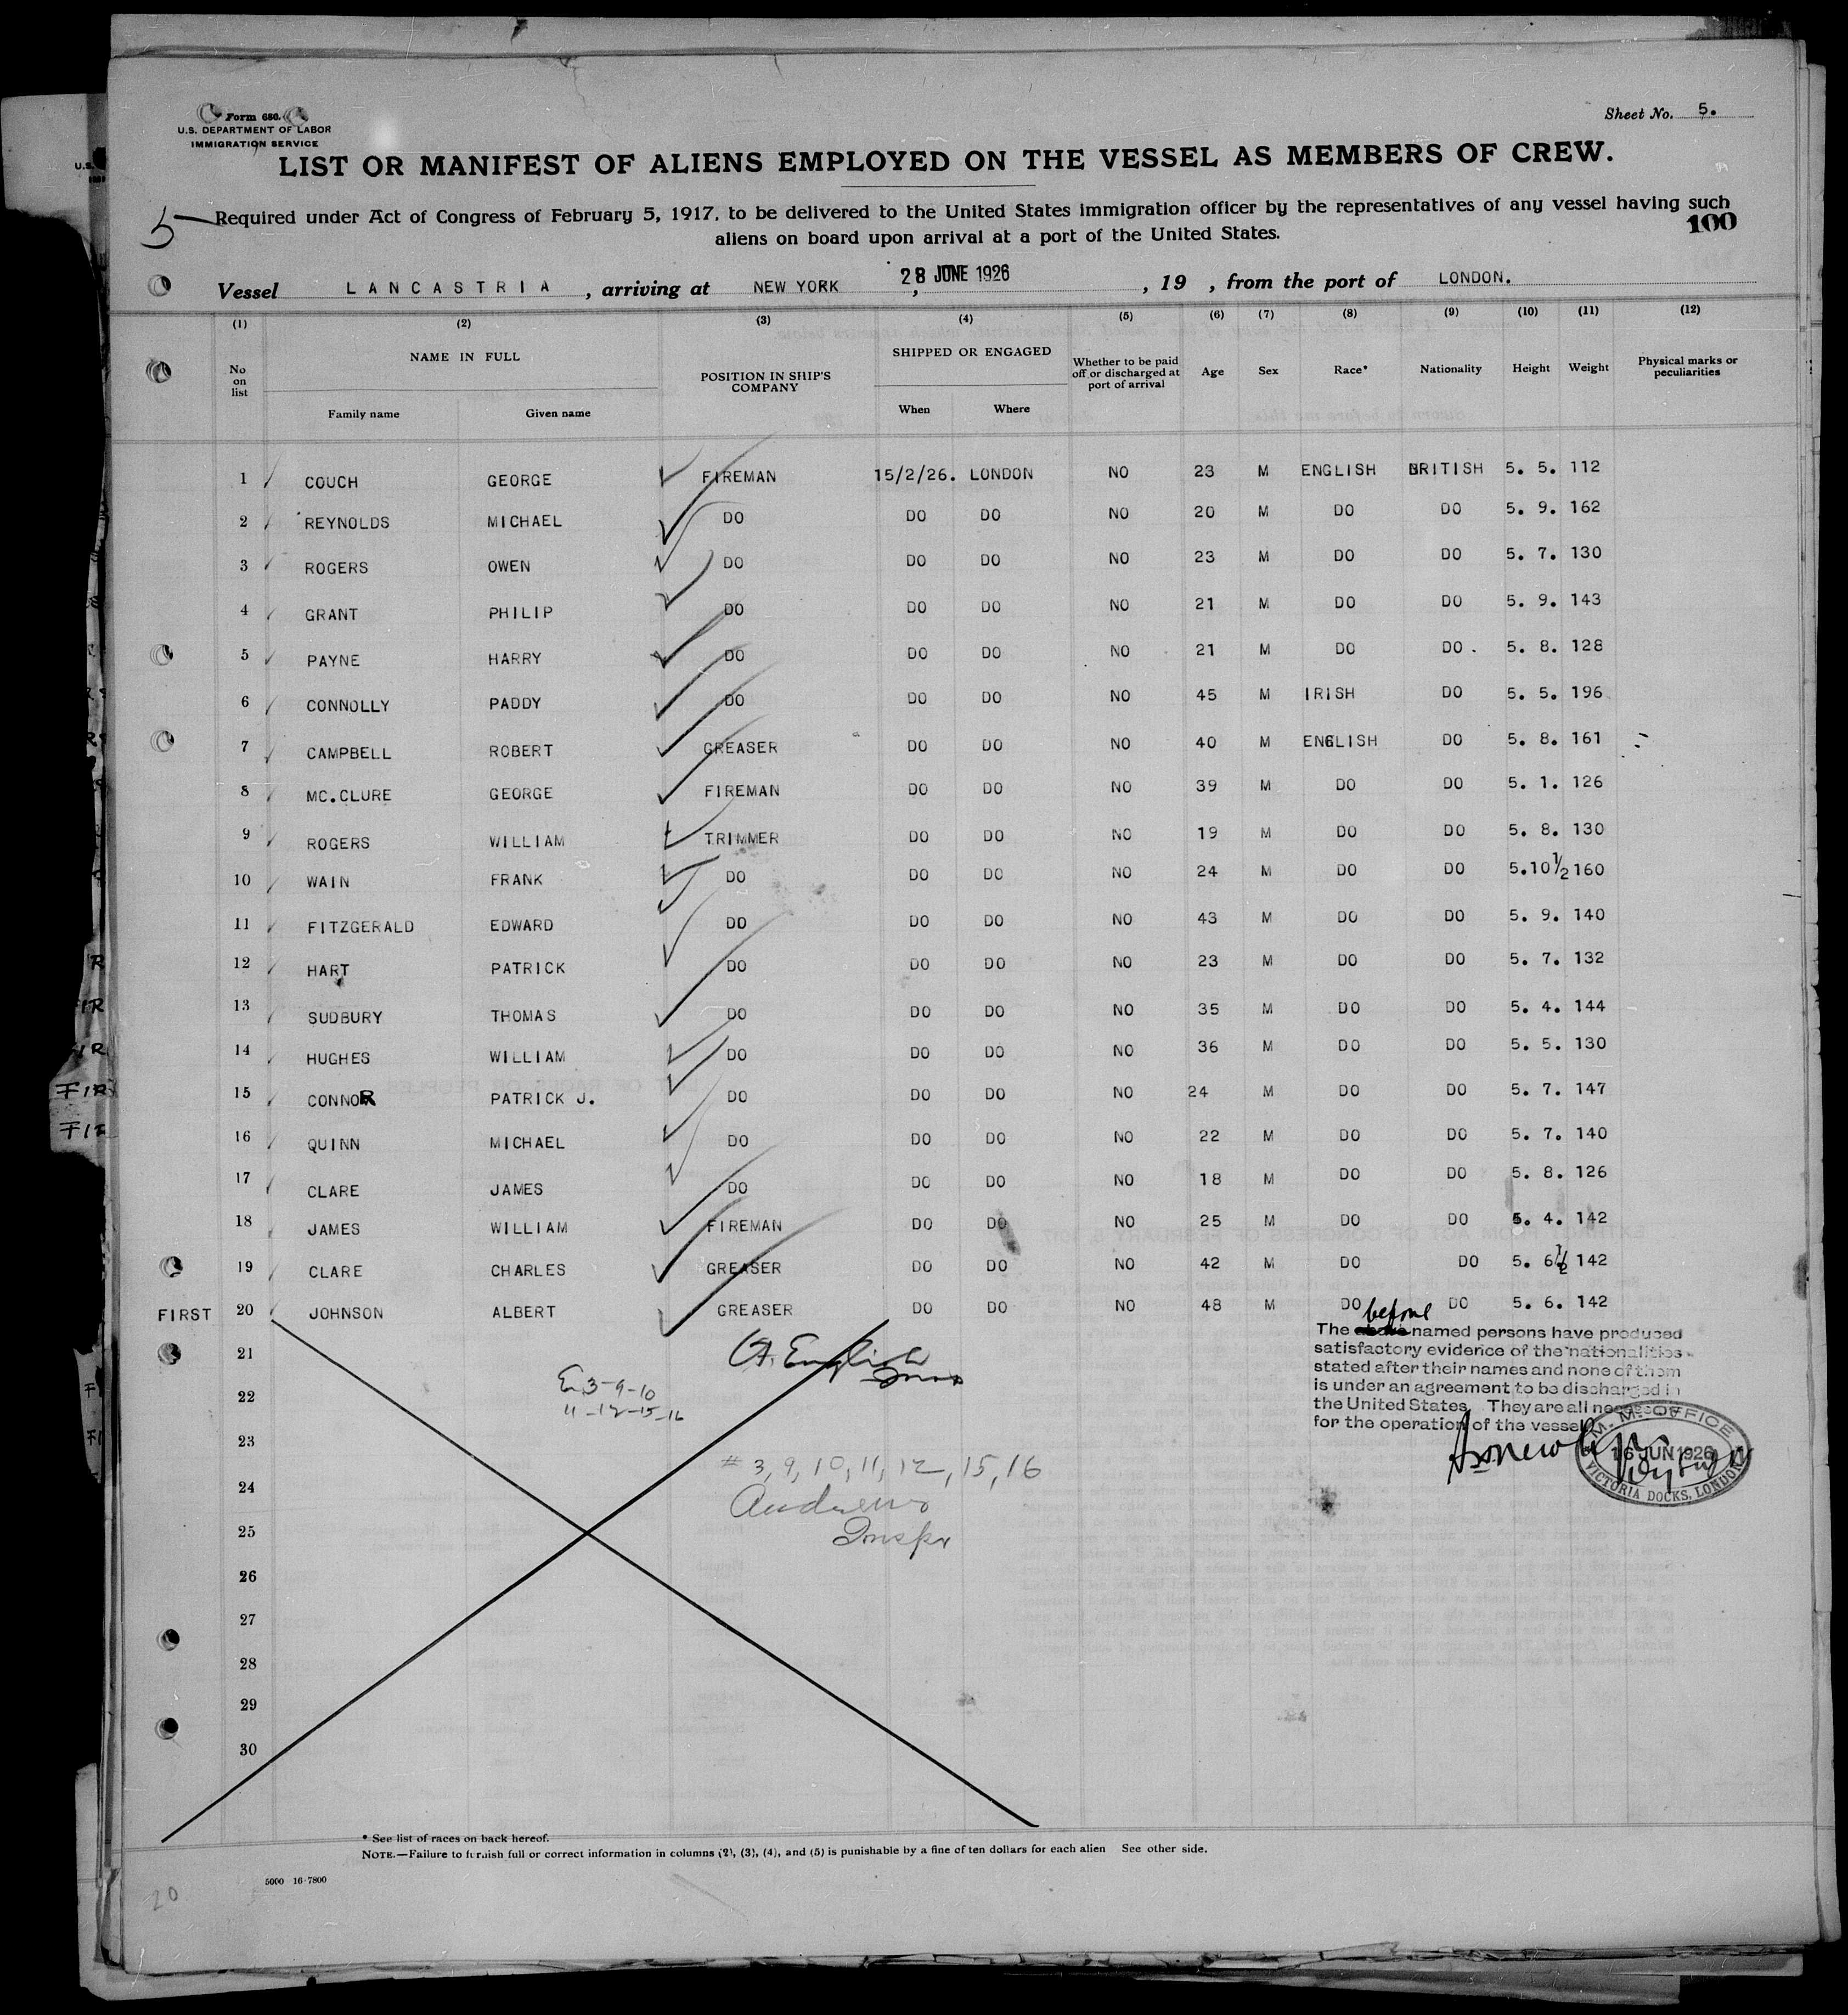 Form 680.
U.S. DEPARTMENT OF LABOR
IMMIGRATION SERVICE
Sheet No. 5.
LIST OR MANIFEST OF ALIENS EMPLOYED ON THE VESSEL AS MEMBERS OF CREW.
5
Required under Act of Congress of February 5, 1917, to be delivered to the United States immigration officer by the representatives of any vessel having such
aliens on board upon arrival at a port of the United States.
100
Vessel LANCASTRIA, arriving at NEW YORK, 28 JUNE 1926, 19 , from the port of LONDON.
(1) (2) (3) (4) (5) (6) (7) (8) (9) (10) (11) (12)
No on list NAME IN FULL Family name Given name POSITION IN SHIP'S COMPANY SHIPPED OR ENGAGED When Where Whether to be paid off or discharged at port of arrival Age Sex Race* Nationality Height Weight Physical marks or peculiarities
1 COUCH GEORGE FIREMAN 15/2/26. LONDON NO 23 M ENGLISH BRITISH 5. 5. 112
2 REYNOLDS MICHAEL DO DO DO NO 20 M DO DO 5. 9. 162
3 ROGERS OWEN DO DO DO NO 23 M DO DO 5. 7. 130
4 GRANT PHILIP DO DO DO NO 21 M DO DO 5. 9. 143
5 PAYNE HARRY DO DO DO NO 21 M DO DO. 5. 8. 128
6 CONNOLLY PADDY DO DO DO NO 45 M IRISH DO 5. 5. 196
7 CAMPBELL ROBERT GREASER DO DO NO 40 M ENGLISH DO 5. 8. 161
8 MC.CLURE GEORGE FIREMAN DO DO NO 39 M DO DO 5. 1. 126
9 ROGERS WILLIAM TRIMMER DO DO NO 19 M DO DO 5. 8. 130
10 WAIN FRANK DO DO DO NO 24 M DO DO 5.10½ 160
11 FITZGERALD EDWARD DO DO DO NO 43 M DO DO 5. 9. 140
12 HART PATRICK DO DO DO NO 23 M DO DO 5. 7. 132
13 SUDBURY THOMAS DO DO DO NO 35 M DO DO 5. 4. 144
14 HUGHES WILLIAM DO DO DO NO 36 M DO DO 5. 5. 130
15 CONNOR PATRICK J. DO DO DO NO 24 M DO DO 5. 7. 147
16 QUINN MICHAEL DO DO DO NO 22 M DO DO 5. 7. 140
17 CLARE JAMES DO DO DO NO 18 M DO DO 5. 8. 126
18 JAMES WILLIAM FIREMAN DO DO NO 25 M DO DO 5. 4. 142
19 CLARE CHARLES GREASER DO DO NO 42 M DO DO 5. 6½ 142
FIRST 20 JOHNSON ALBERT GREASER DO DO NO 48 M DO DO 5. 6. 142
before
The above named persons have produced
satisfactory evidence of the nationalities
stated after their names and none of them
is under an agreement to be discharged in
the United States. They are all necessary
for the operation of the vessel
M. M. OFFICE
16 JUN 1926
VICTORIA DOCKS, LONDON
21
English
22
3-9-10
11-12-15-16
23
# 3, 9, 10, 11, 12, 15, 16
24
Andrews
25
Inspr
26
27
28
29
30
* See list of races on back hereof.
NOTE.—Failure to furnish full or correct information in columns (2), (3), (4), and (5) is punishable by a fine of ten dollars for each alien See other side.
5000 16-7800
20